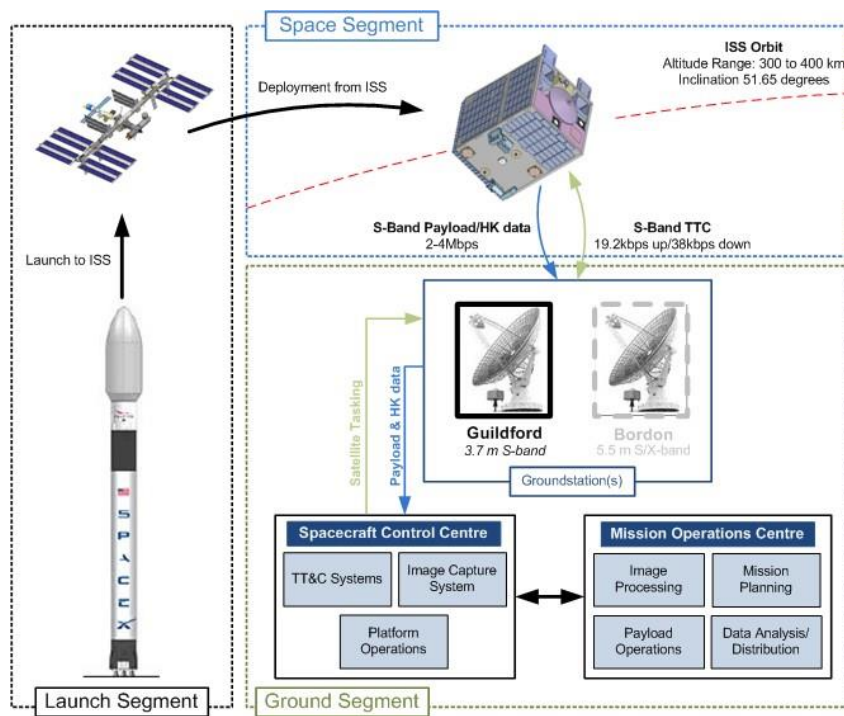 Space Segment
ISS Orbit
Altitude Range: 300 to 400 km
Inclination 51.65 degrees
Deployment from ISS
S-Band Payload/HK data
2-4Mbps
S-Band TTC
19.2kbps up/38kbps down
Launch to ISS
SPACEX
Launch Segment
Satellite Tasking
Payload & HK data
Guildford
3.7 m S-band
Bordon
5.5 m S/X-band
Groundstation(s)
Spacecraft Control Centre
TT&C Systems
Image Capture
System
Platform
Operations
Mission Operations Centre
Image
Processing
Mission
Planning
Payload
Operations
Data Analysis/
Distribution
Ground Segment